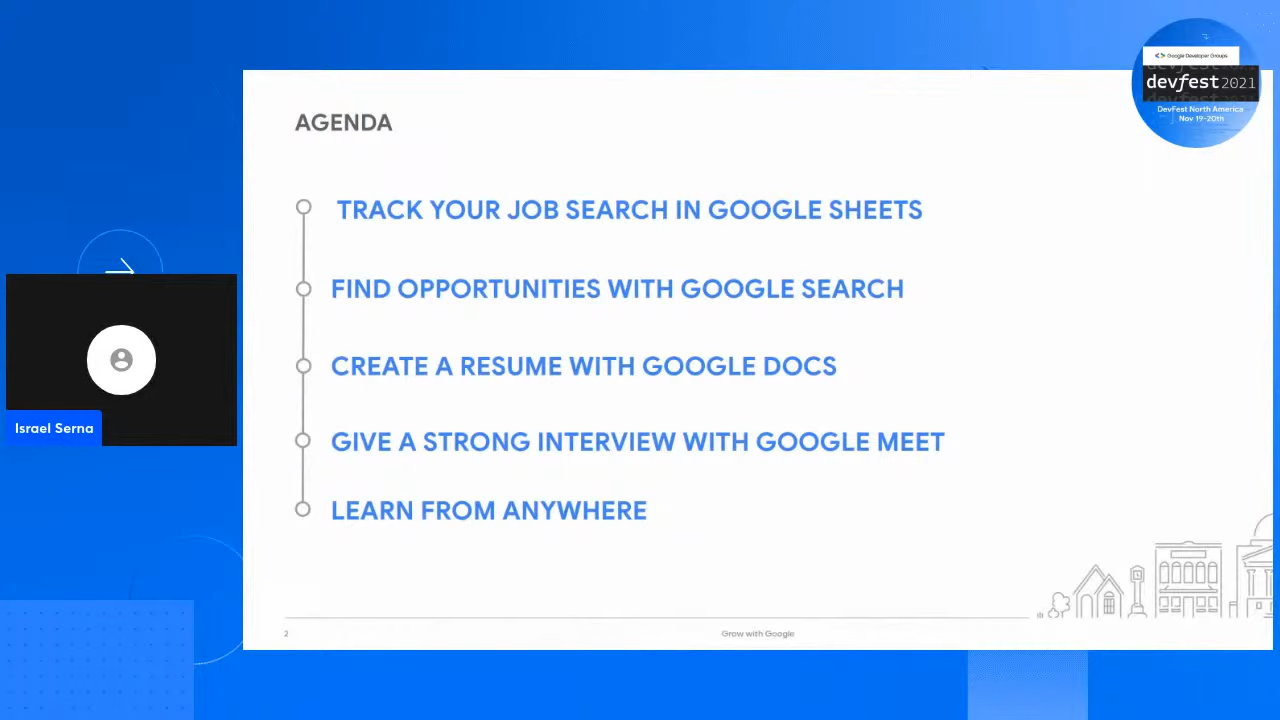 <> Google Developer Groups
devfest 2021
DevFest North America
Nov 19-20th
AGENDA
TRACK YOUR JOB SEARCH IN GOOGLE SHEETS
FIND OPPORTUNITIES WITH GOOGLE SEARCH
CREATE A RESUME WITH GOOGLE DOCS
GIVE A STRONG INTERVIEW WITH GOOGLE MEET
LEARN FROM ANYWHERE
Israel Serna
2
Grow with Google